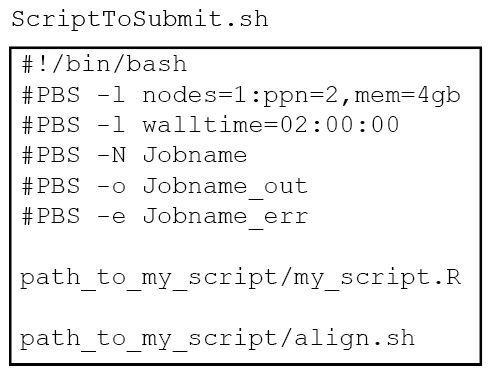 ScriptToSubmit.sh
#!/bin/bash
#PBS -l nodes=1:ppn=2,mem=4gb
#PBS -l walltime=02:00:00
#PBS -N Jobname
#PBS -o Jobname_out
#PBS -e Jobname_err
path_to_my_script/my_script.R
path_to_my_script/align.sh